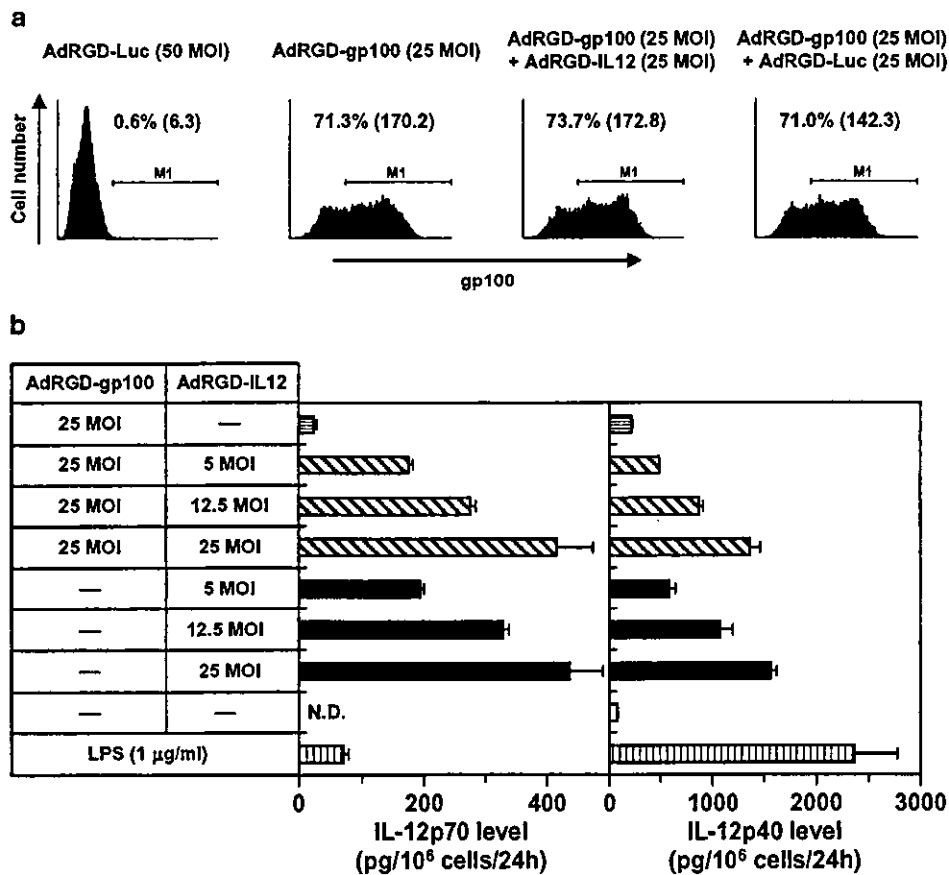 a
AdRGD-Luc (50 MOI)
AdRGD-gp100 (25 MOI)
AdRGD-gp100 (25 MOI)
+ AdRGD-IL12 (25 MOI)
AdRGD-gp100 (25 MOI)
+ AdRGD-Luc (25 MOI)
Cell number
0.6% (6.3)
M1
71.3% (170.2)
M1
73.7% (172.8)
M1
71.0% (142.3)
M1
gp100
b
AdRGD-gp100 AdRGD-IL12
25 MOI —
25 MOI 5 MOI
25 MOI 12.5 MOI
25 MOI 25 MOI
— 5 MOI
— 12.5 MOI
— 25 MOI
— — N.D.
LPS (1 µg/ml)
0 200 400
0 1000 2000 3000
IL-12p70 level
(pg/10⁶ cells/24h)
IL-12p40 level
(pg/10⁶ cells/24h)